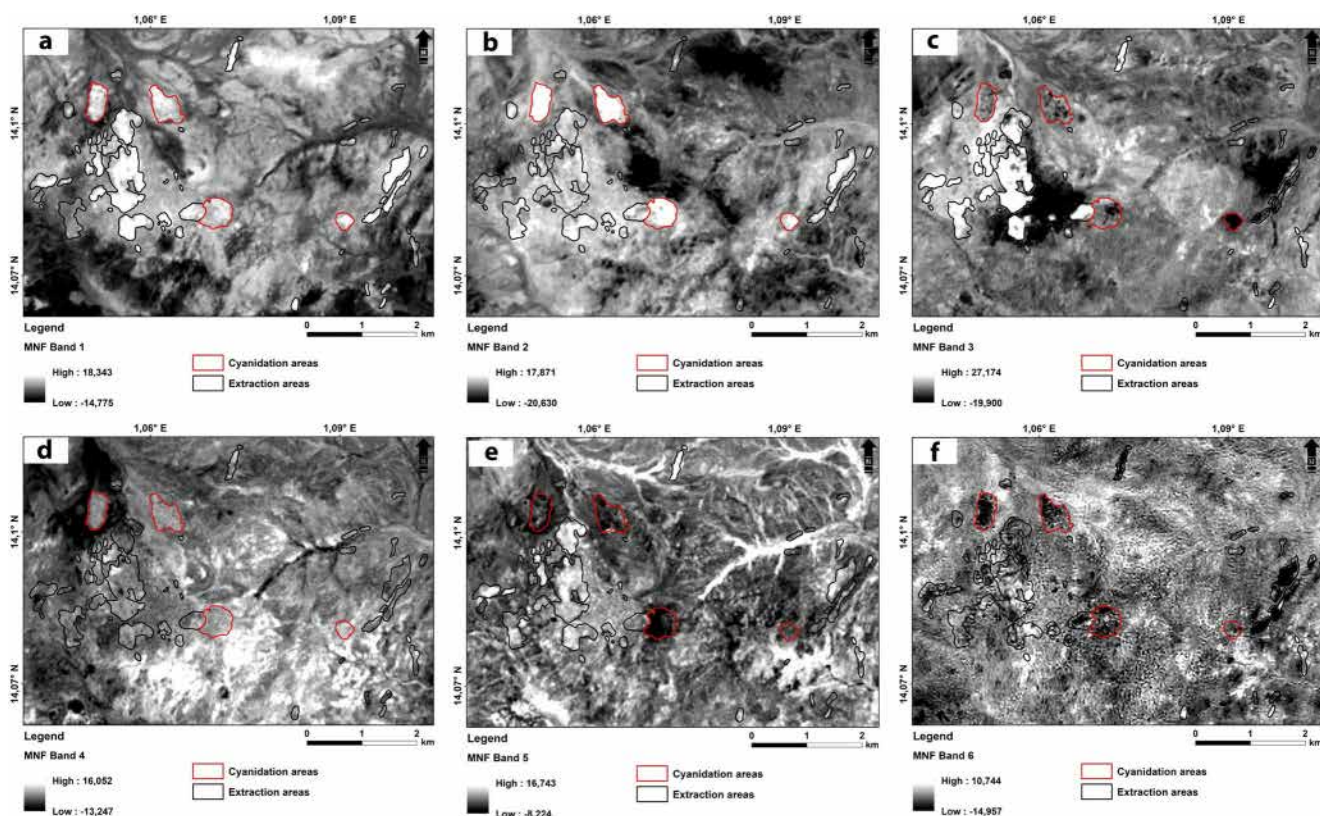 1,06° E 1,09° E
a
14,1° N
14,07° N
Legend
0 1 2
km
MNF Band 1
High : 18,343
Low : -14,775
Cyanidation areas
Extraction areas
1,06° E 1,09° E
b
14,1° N
14,07° N
Legend
0 1 2
km
MNF Band 2
High : 17,871
Low : -20,630
Cyanidation areas
Extraction areas
1,06° E 1,09° E
c
14,1° N
14,07° N
Legend
0 1 2
km
MNF Band 3
High : 27,174
Low : -19,900
Cyanidation areas
Extraction areas
1,06° E 1,09° E
d
14,1° N
14,07° N
Legend
0 1 2
km
MNF Band 4
High : 16,052
Low : -13,247
Cyanidation areas
Extraction areas
1,06° E 1,09° E
e
14,1° N
14,07° N
Legend
0 1 2
km
MNF Band 5
High : 16,743
Low : -8,224
Cyanidation areas
Extraction areas
1,06° E 1,09° E
f
14,1° N
14,07° N
Legend
0 1 2
km
MNF Band 6
High : 10,744
Low : -14,957
Cyanidation areas
Extraction areas